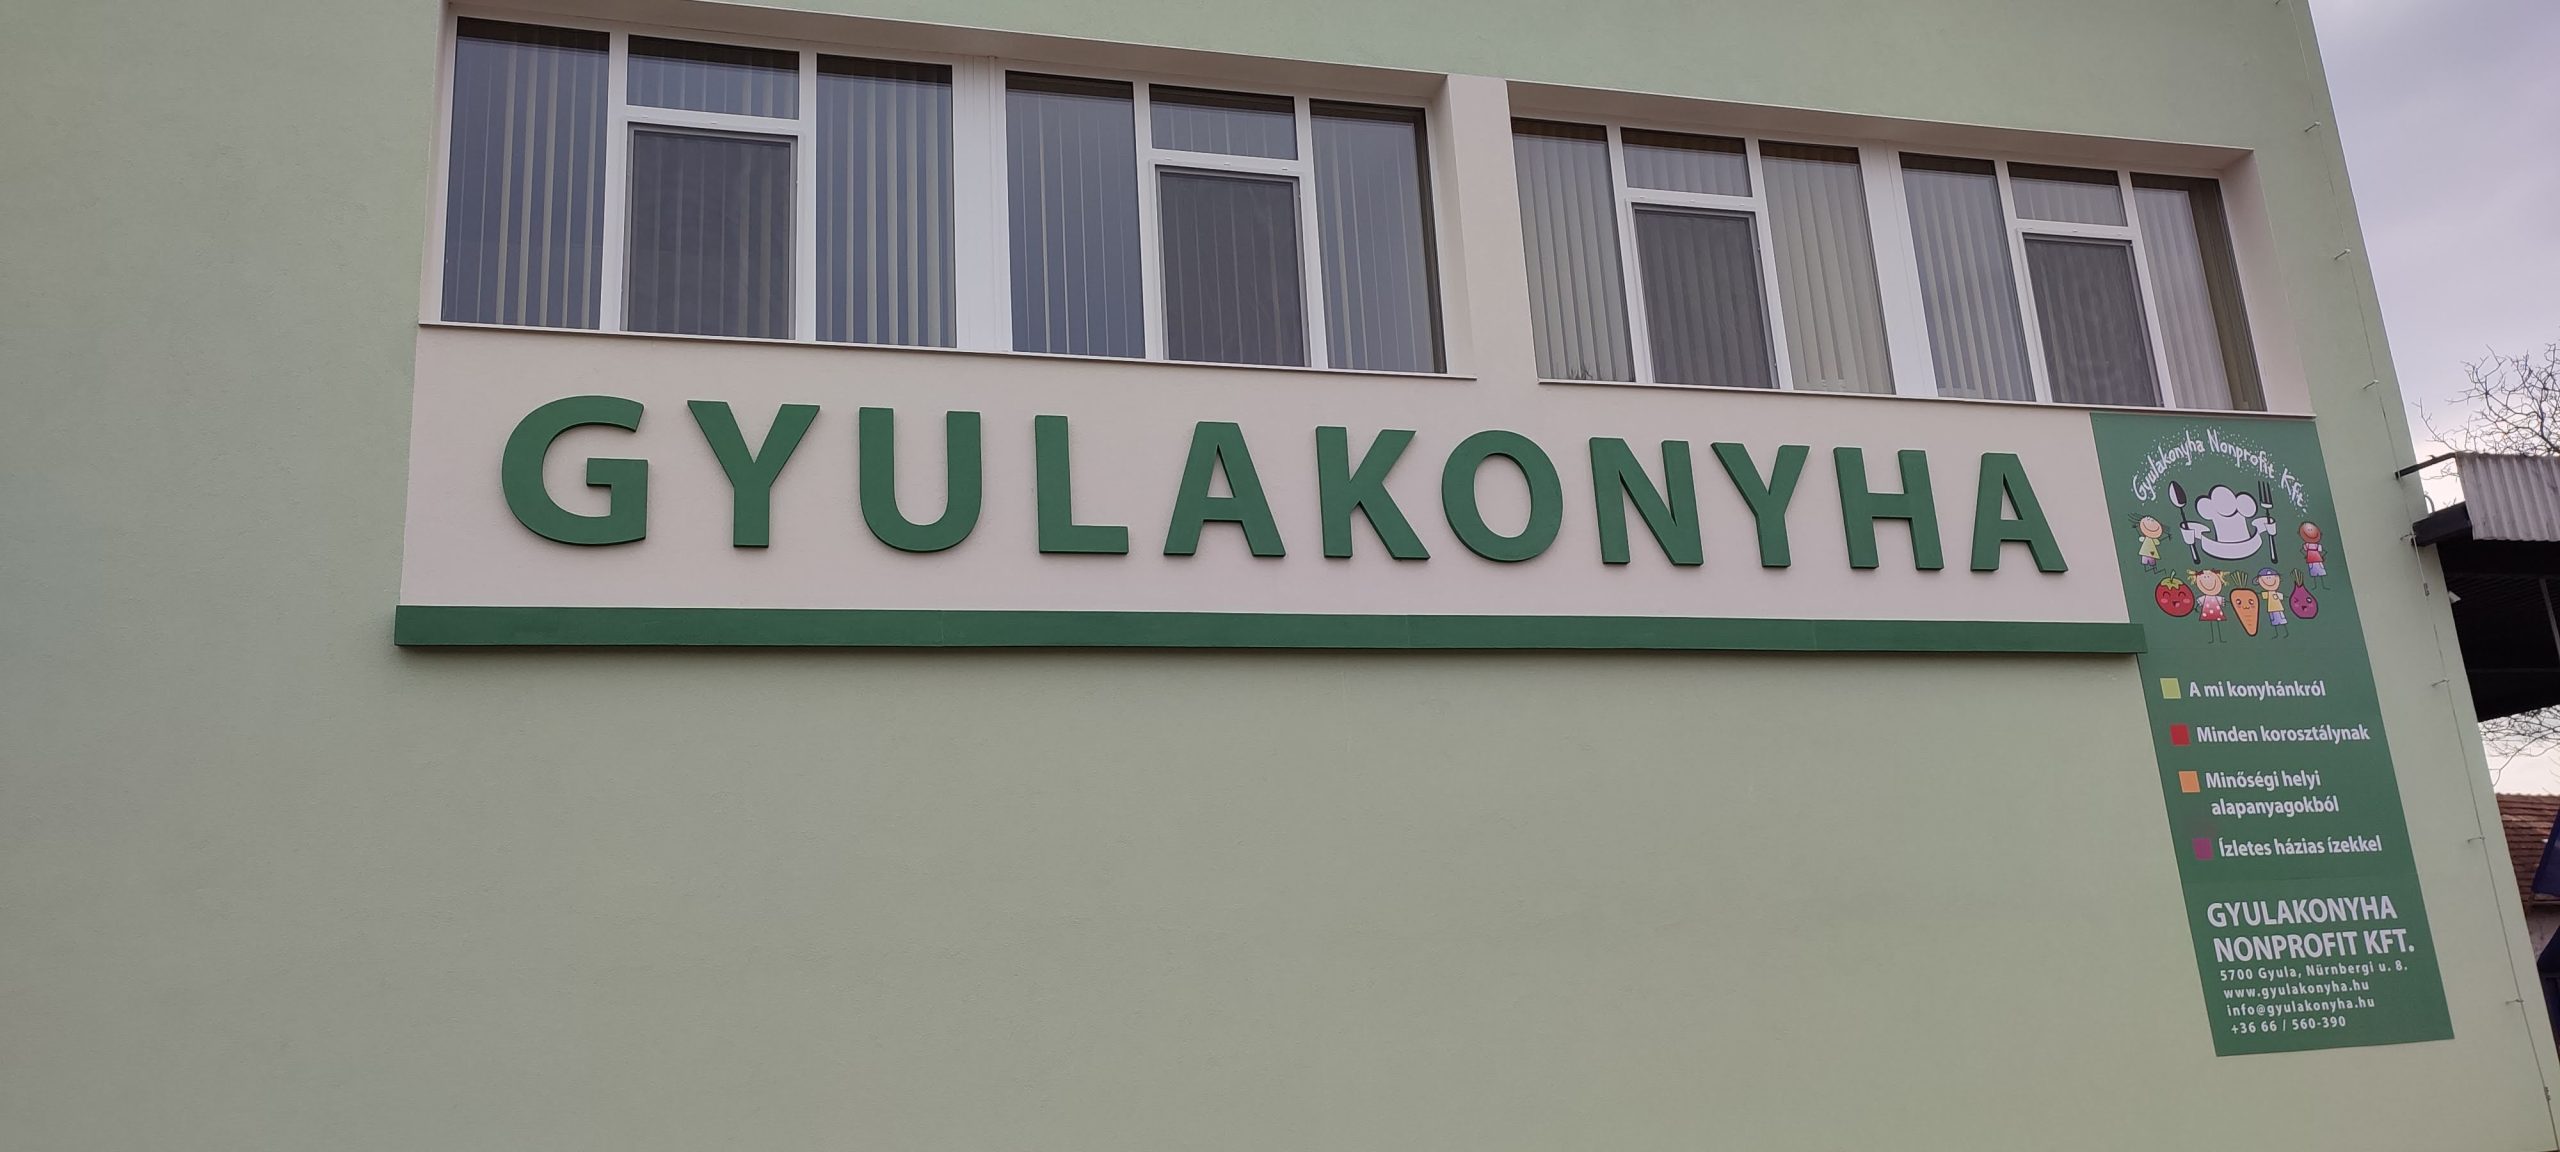 GYULAKONYHA
Gyulakonyha Nonprofit Kft
A mi konyhánkról
Minden korosztálynak
Minőségi helyi
alapanyagokból
Ízletes házias ízekkel
GYULAKONYHA
NONPROFIT KFT.
5700 Gyula, Nürnbergi u. 8.
www.gyulakonyha.hu
info@gyulakonyha.hu
+36 66 / 560-390